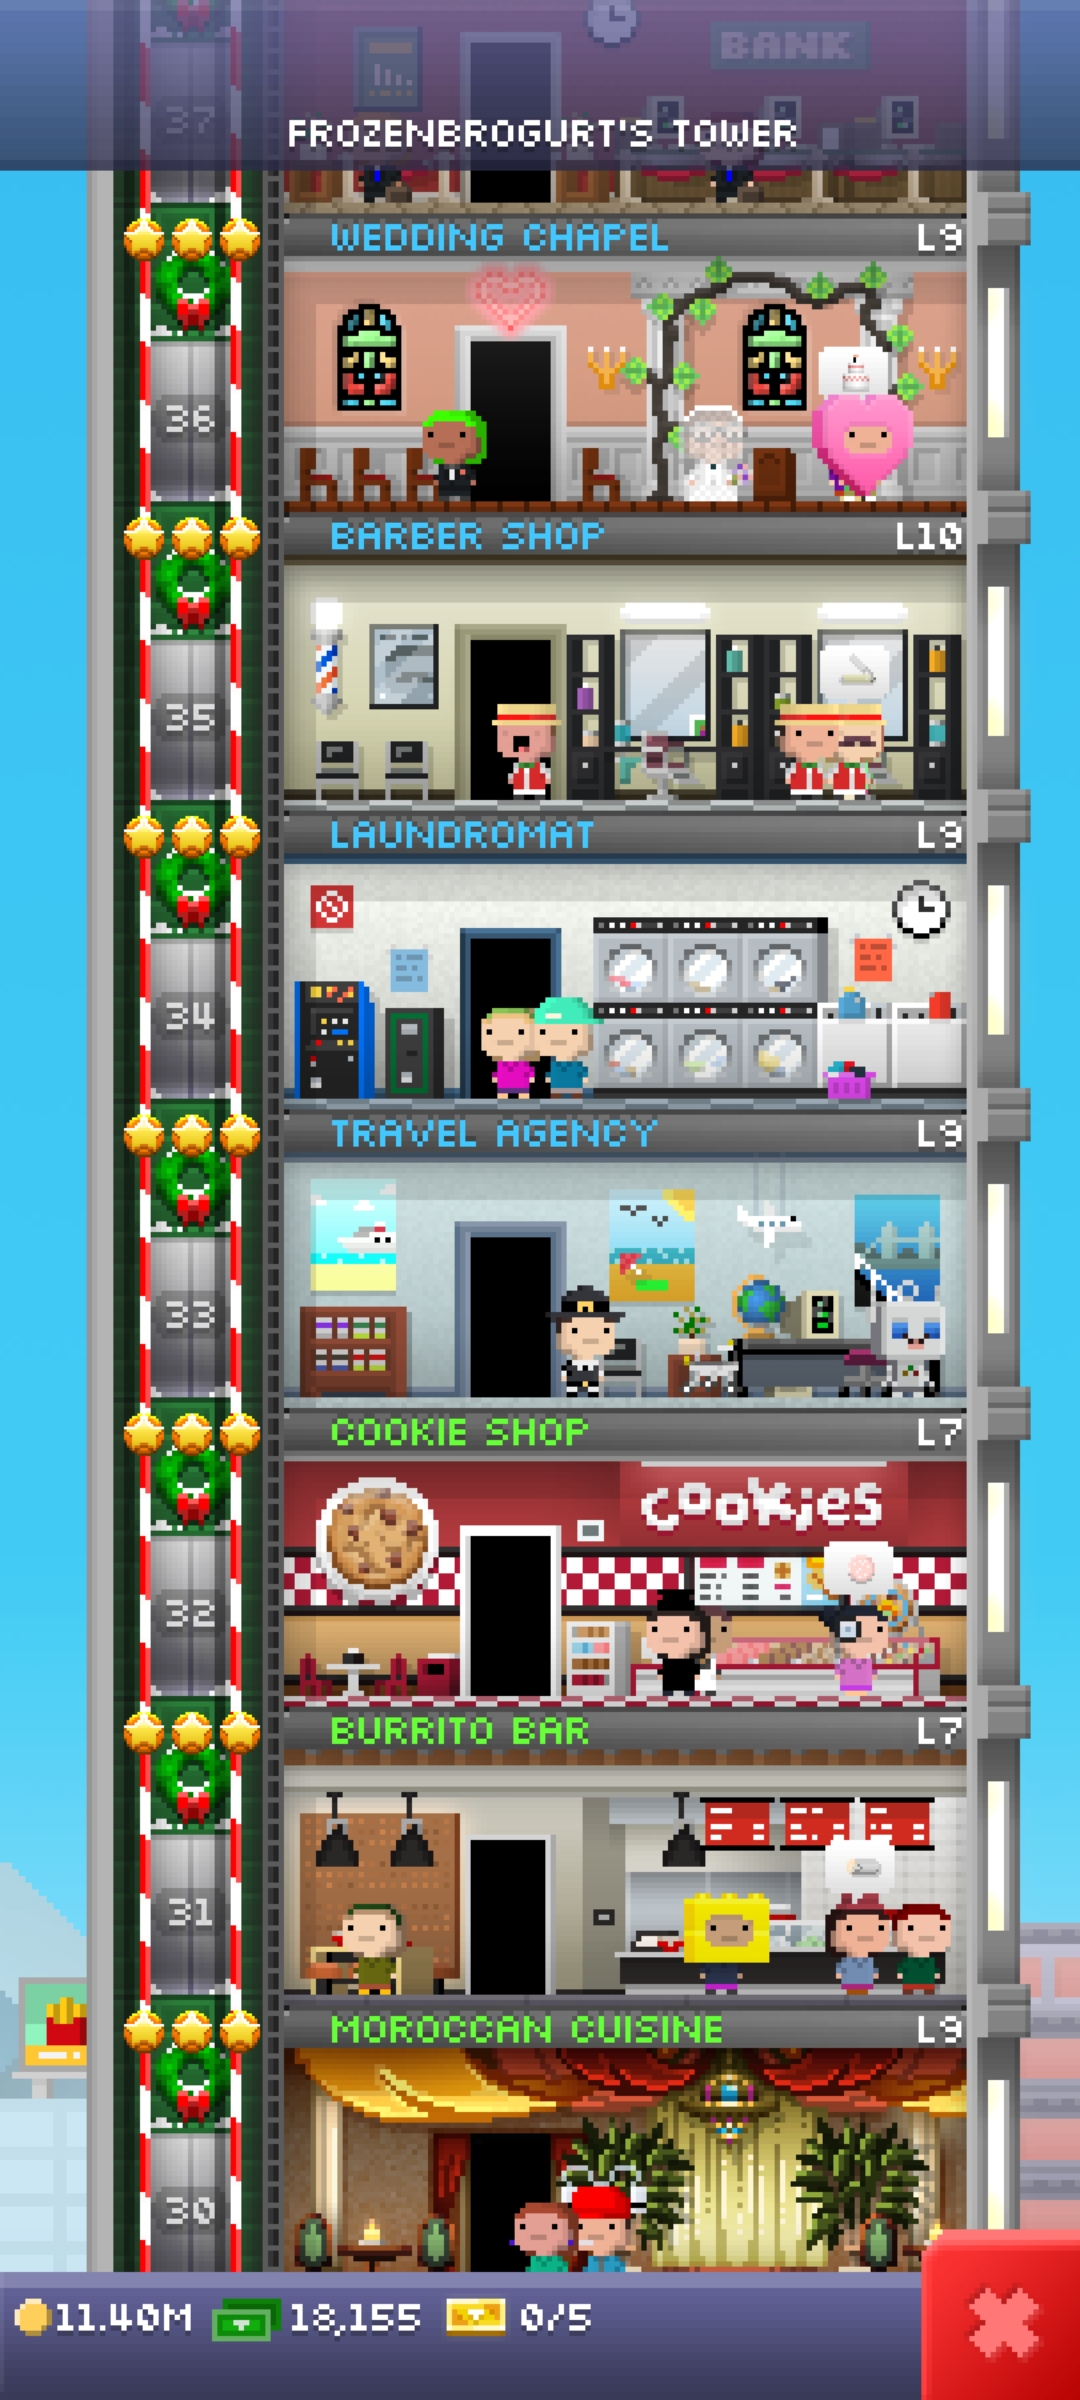 BANK
37
FROZENBROGURT'S TOWER
WEDDING CHAPEL L9
36
BARBER SHOP L10
35
LAUNDROMAT L9
34
TRAVEL AGENCY L9
33
COOKIE SHOP L7
cookies
32
BURRITO BAR L7
31
MOROCCAN CUISINE L9
30
11.40M 18,155 0/5